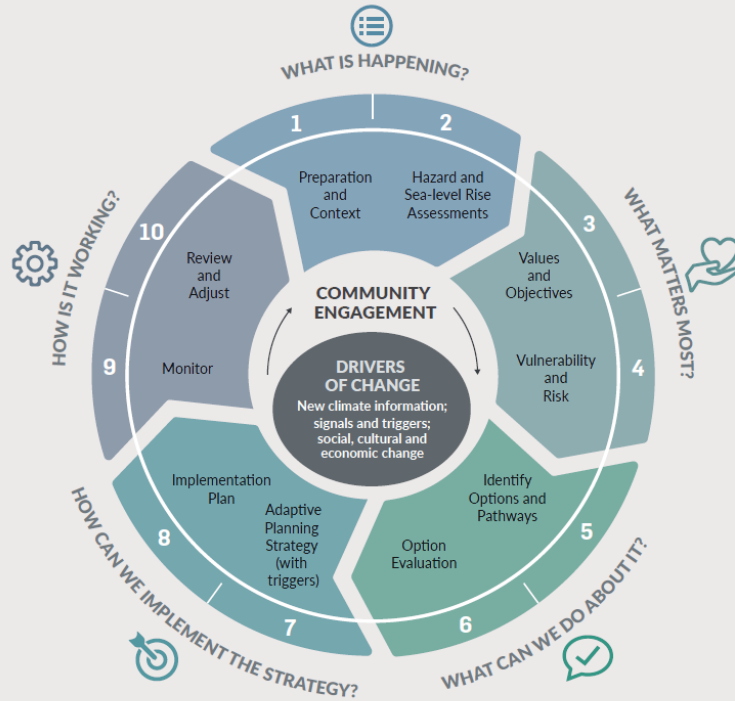 WHAT IS HAPPENING?
1
2
Preparation
and
Context
Hazard and
Sea-level Rise
Assessments
WHAT MATTERS MOST?
3
4
Values
and
Objectives
Vulnerability
and
Risk
WHAT CAN WE DO ABOUT IT?
5
6
Identify
Options and
Pathways
Option
Evaluation
HOW CAN WE IMPLEMENT THE STRATEGY?
7
8
Adaptive
Planning
Strategy
(with
triggers)
Implementation
Plan
HOW IS IT WORKING?
9
10
Monitor
Review
and
Adjust
COMMUNITY
ENGAGEMENT
DRIVERS
OF CHANGE
New climate information;
signals and triggers;
social, cultural and
economic change